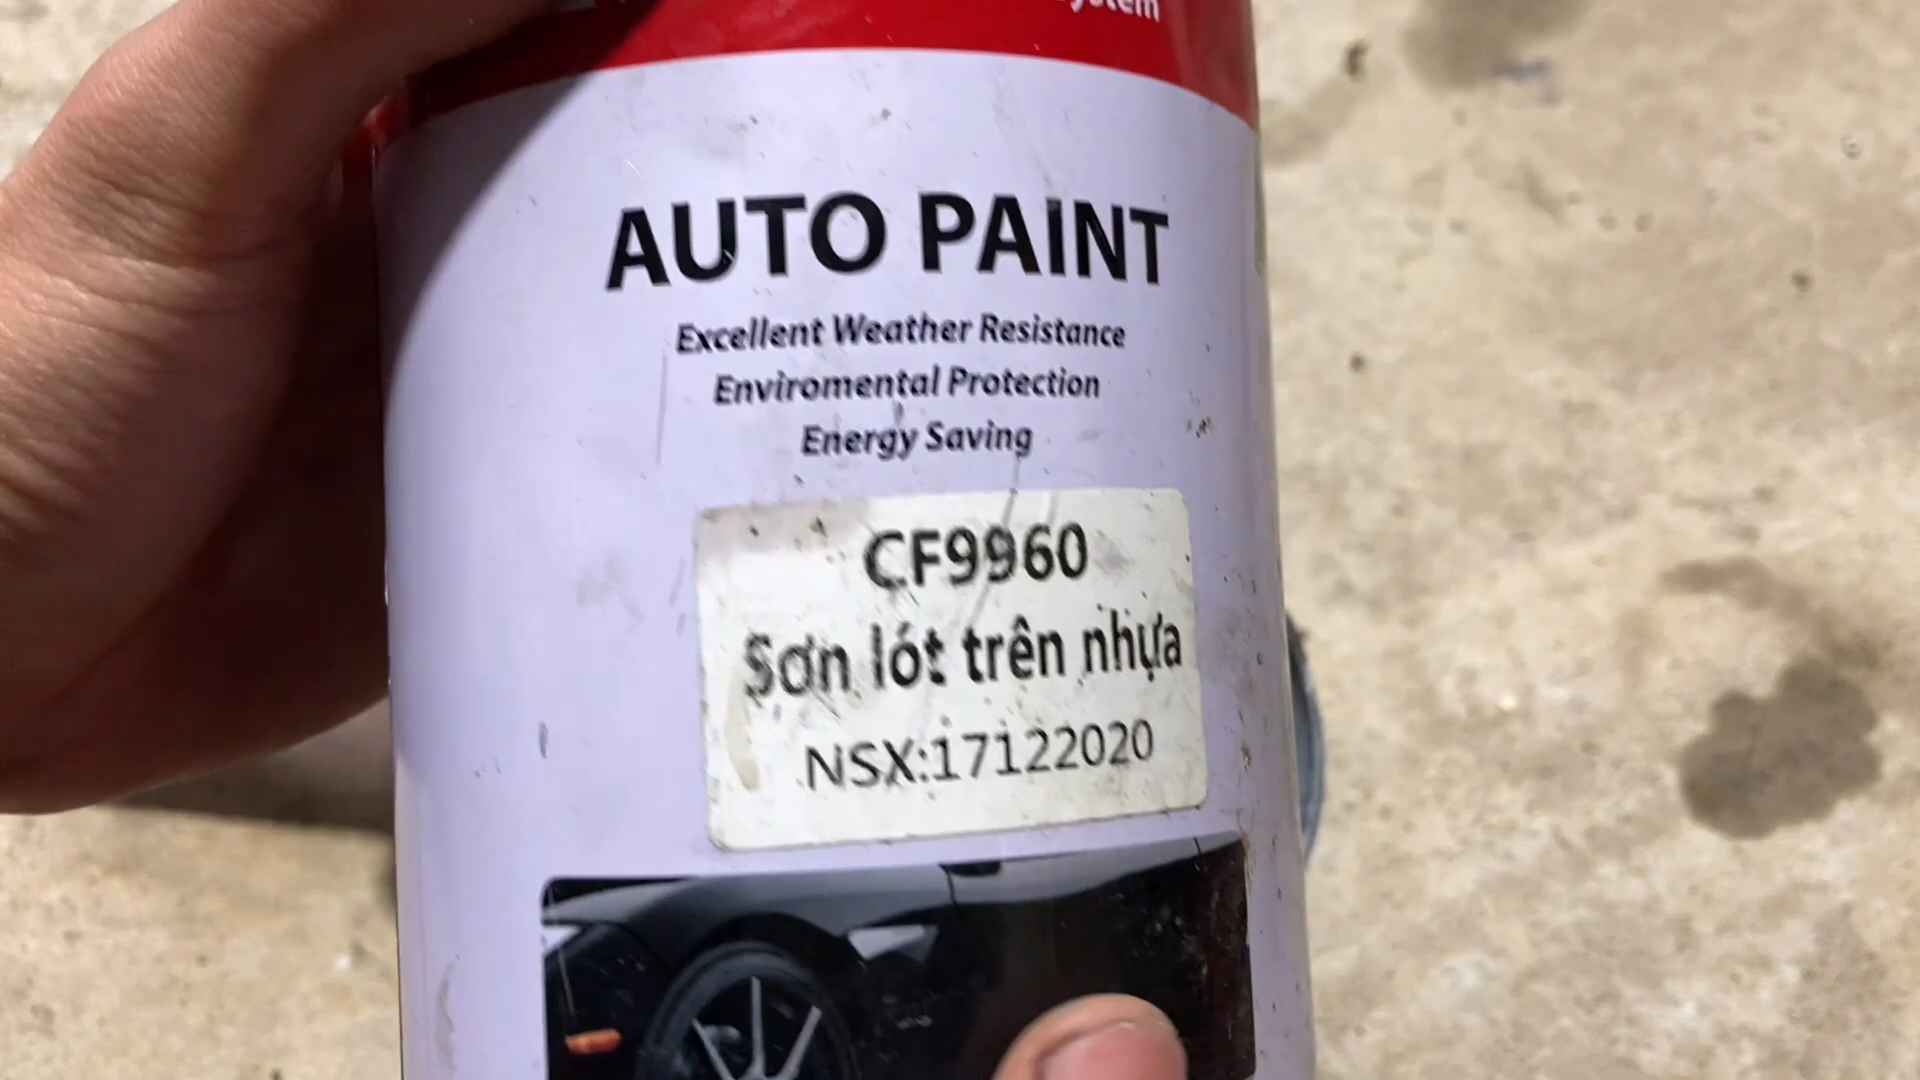 AUTO PAINT
Excellent Weather Resistance
Enviromental Protection
Energy Saving
CF9960
Sơn lót trên nhựa
NSX:17122020